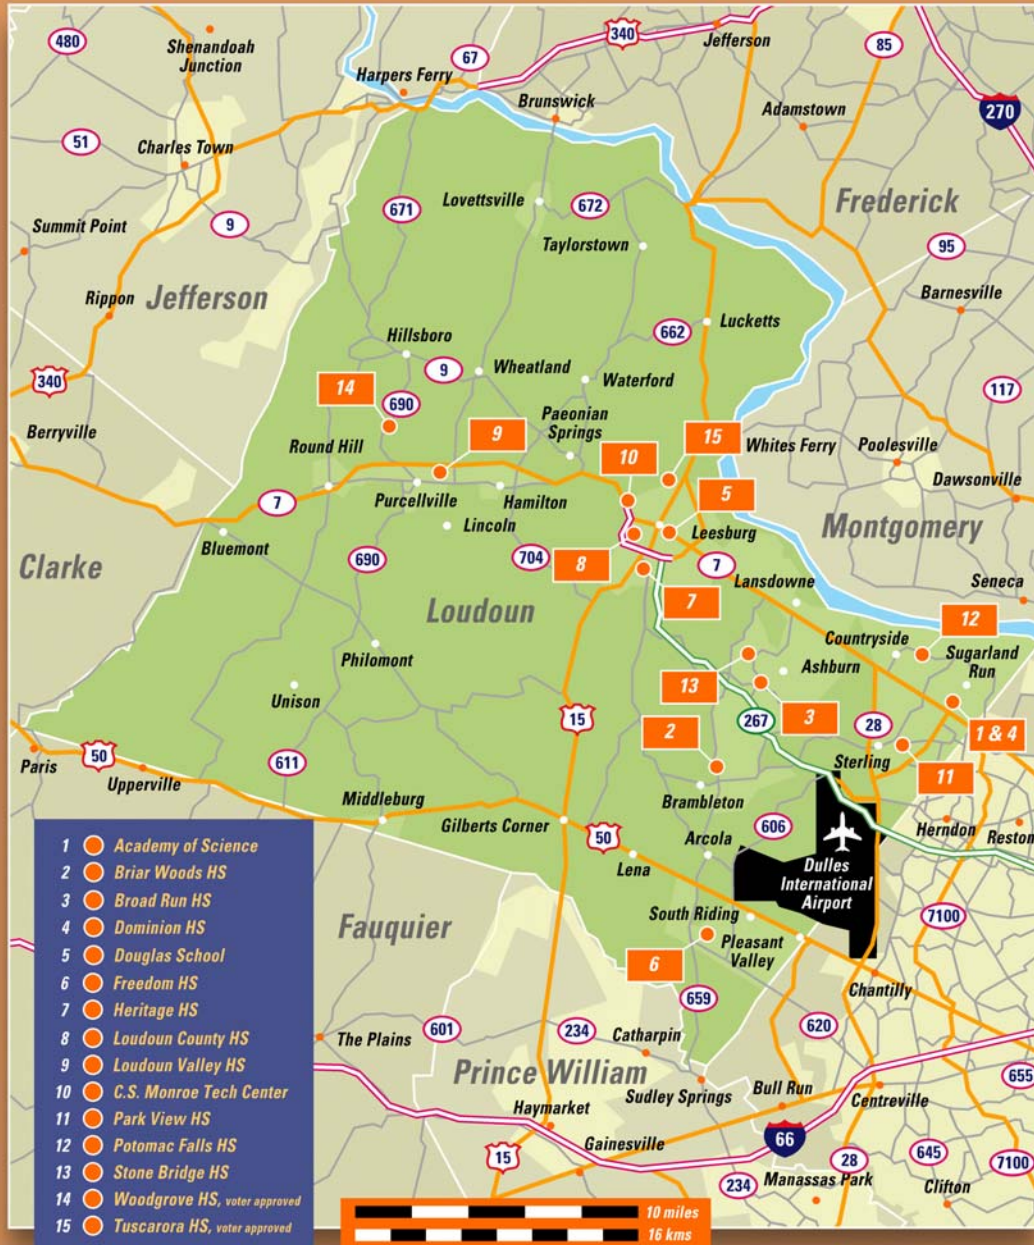 480
Shenandoah
Junction
67
340
Jefferson
85
Harpers Ferry
Brunswick
Adamstown
270
51
Charles Town
Lovettsville
671
672
Frederick
9
Summit Point
Taylorstown
95
Rippon
Jefferson
Barnesville
Hillsboro
662
Lucketts
9
Wheatland
Waterford
340
14
690
117
Berryville
Round Hill
9
Paeonian
Springs
10
15
Whites Ferry
Poolesville
Dawsonville
7
Purcellville
Hamilton
5
Lincoln
Leesburg
Montgomery
Bluemont
690
704
8
7
Lansdowne
Seneca
Clarke
Loudoun
7
12
Countryside
Sugarland
Run
Philomont
Ashburn
13
Unison
15
2
267
3
28
1 & 4
Paris
50
Upperville
611
Sterling
11
Middleburg
Gilberts Corner
Brambleton
606
Herndon
Reston
50
Arcola
Lena
Dulles
International
Airport
Fauquier
South Riding
7100
6
Pleasant
Valley
659
Chantilly
The Plains
601
234
Catharpin
620
Prince William
Sudley Springs
Bull Run
Centreville
655
Haymarket
Gainesville
66
15
28
645
7100
234
Manassas Park
Clifton
1 Academy of Science
2 Briar Woods HS
3 Broad Run HS
4 Dominion HS
5 Douglas School
6 Freedom HS
7 Heritage HS
8 Loudoun County HS
9 Loudoun Valley HS
10 C.S. Monroe Tech Center
11 Park View HS
12 Potomac Falls HS
13 Stone Bridge HS
14 Woodgrove HS, voter approved
15 Tuscarora HS, voter approved
10 miles
16 kms